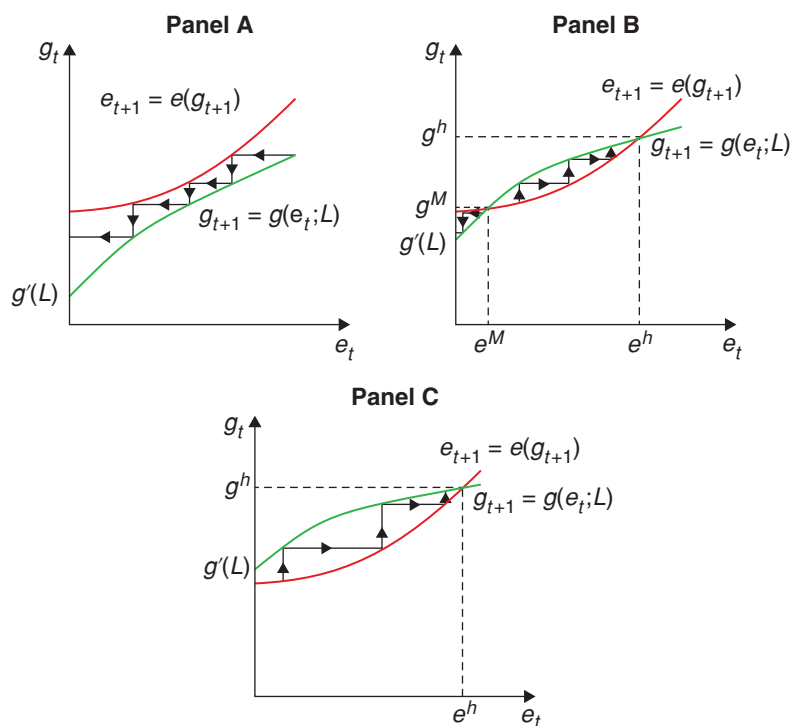 Panel A
g_t
e_{t+1} = e(g_{t+1})
g_{t+1} = g(e_t;L)
g′(L)
e_t
Panel B
e_{t+1} = e(g_{t+1})
g^h
g_{t+1} = g(e_t;L)
g^M
g′(L)
e^M
e^h
e_t
Panel C
g_t
e_{t+1} = e(g_{t+1})
g^h
g_{t+1} = g(e_t;L)
g′(L)
e^h
e_t
g_t